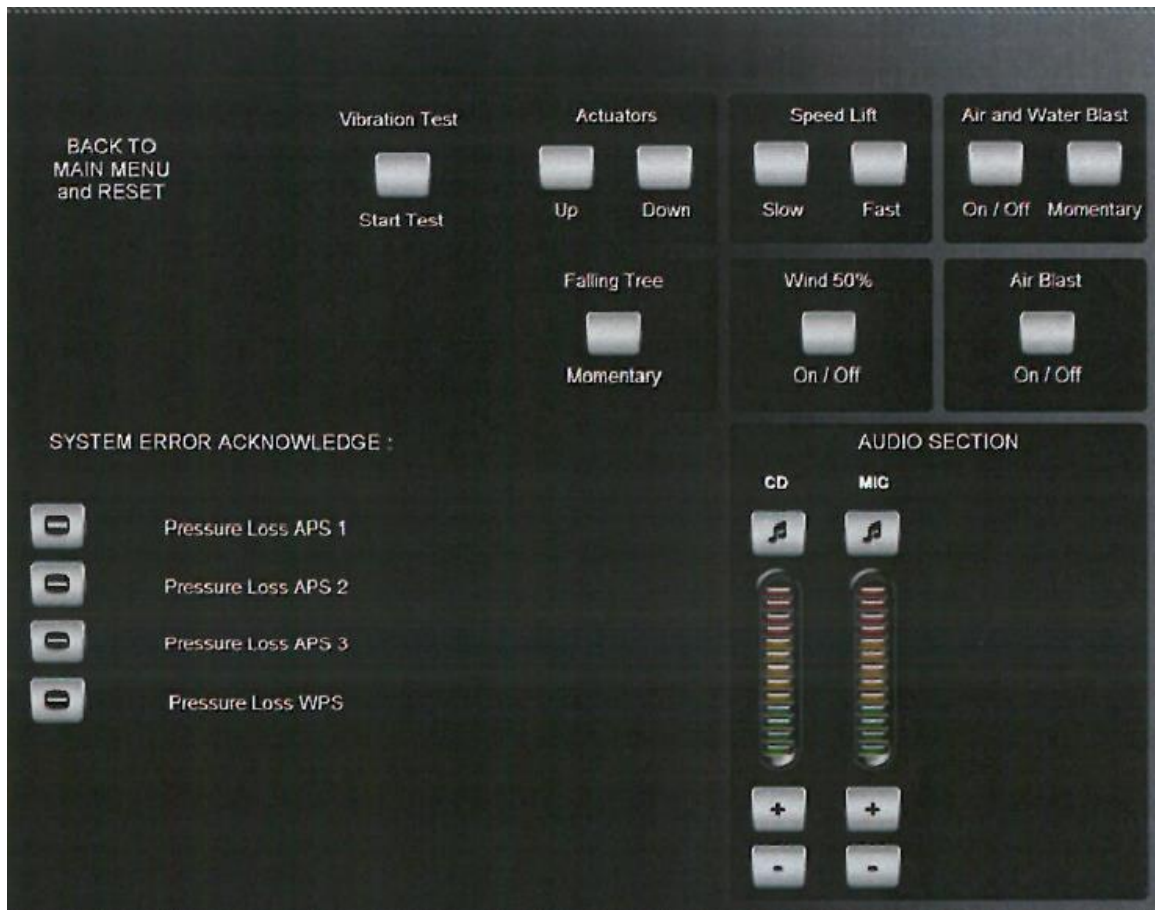 BACK TO
MAIN MENU
and RESET
Vibration Test
Start Test
Actuators
Up Down
Speed Lift
Slow Fast
Air and Water Blast
On / Off Momentary
Falling Tree
Momentary
Wind 50%
On / Off
Air Blast
On / Off
SYSTEM ERROR ACKNOWLEDGE :
Pressure Loss APS 1
Pressure Loss APS 2
Pressure Loss APS 3
Pressure Loss WPS
AUDIO SECTION
CD MIC
+ +
- -